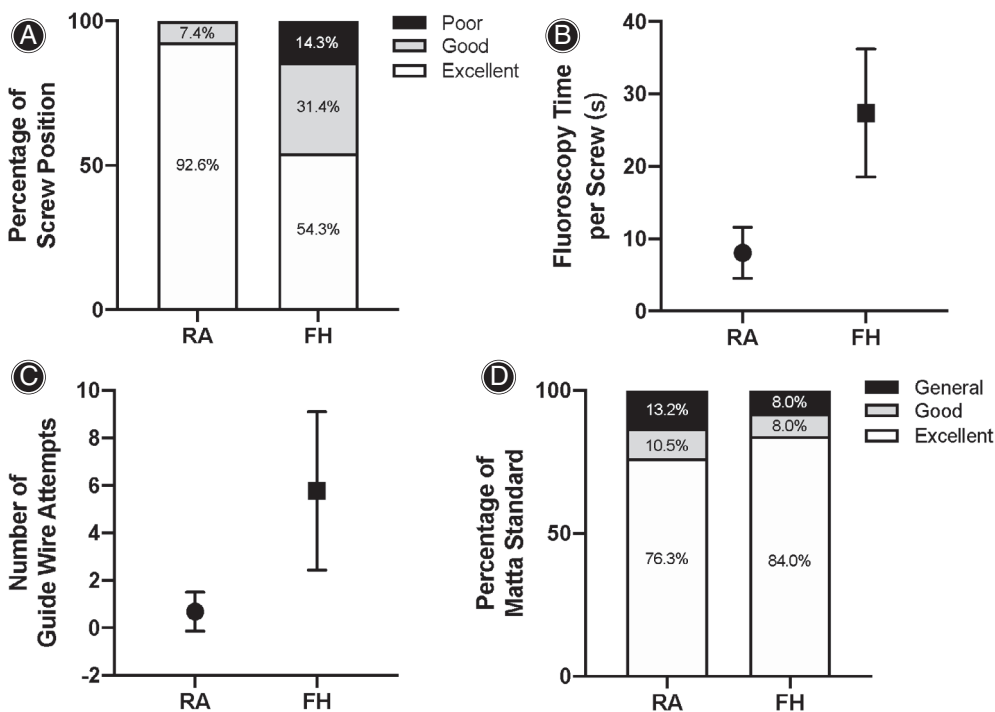 A
Percentage of
Screw Position
100
50
0
7.4%
92.6%
14.3%
31.4%
54.3%
RA
FH
Poor
Good
Excellent
B
Fluoroscopy Time
per Screw (s)
40
30
20
10
0
RA
FH
C
Number of
Guide Wire Attempts
10
8
6
4
2
0
-2
RA
FH
D
Percentage of
Matta Standard
100
50
0
13.2%
10.5%
76.3%
8.0%
8.0%
84.0%
RA
FH
General
Good
Excellent